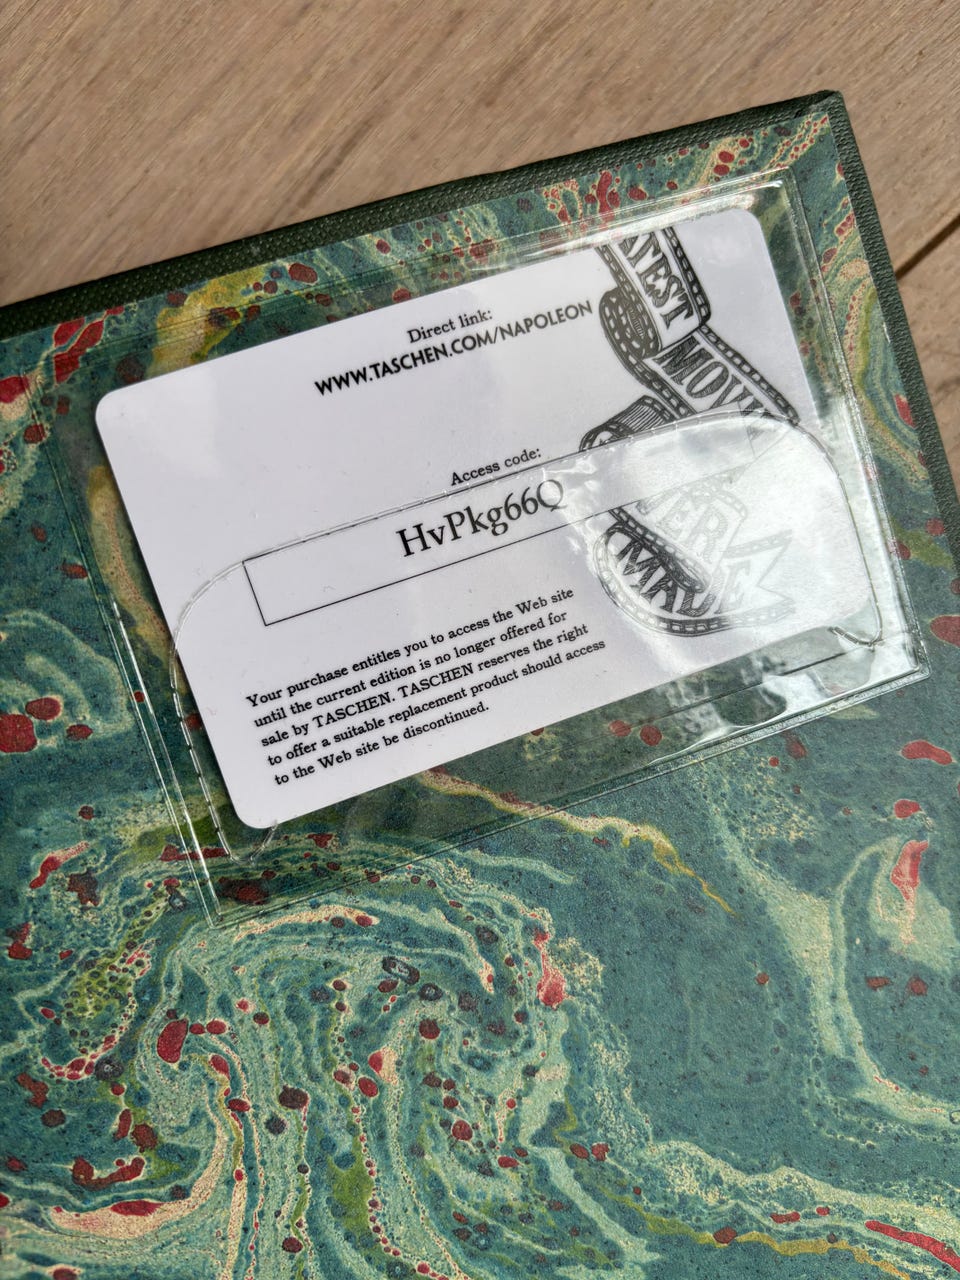 Direct link:
WWW.TASCHEN.COM/NAPOLEON
Access code:
HvPkg66Q
Your purchase entitles you to access the Web site
until the current edition is no longer offered for
sale by TASCHEN. TASCHEN reserves the right
to offer a suitable replacement product should access
to the Web site be discontinued.
MADE